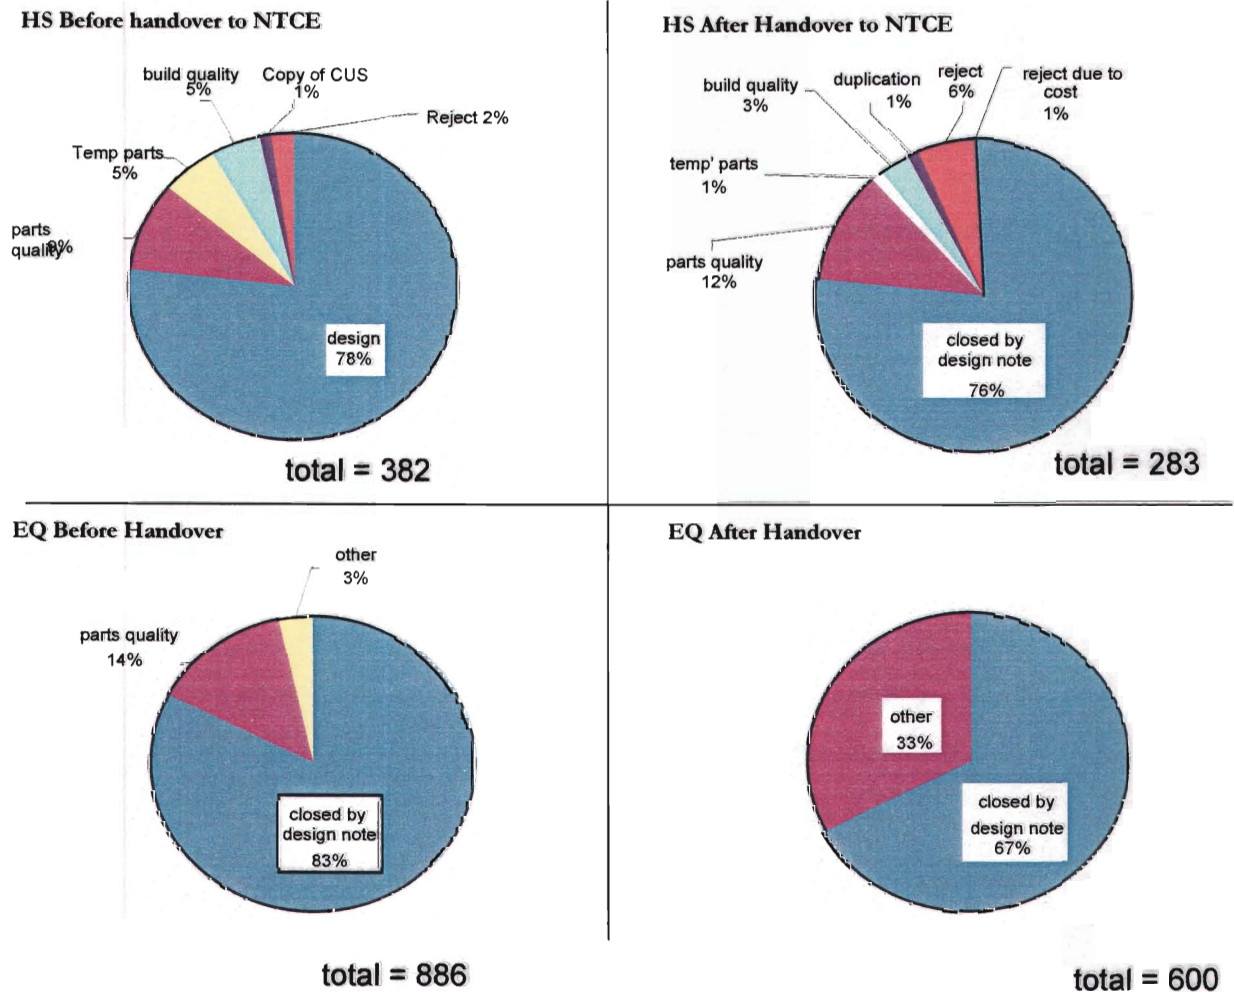 HS Before handover to NTCE
build quality
5%
Copy of CUS
1%
Reject 2%
Temp parts
5%
parts
quality
9%
design
78%
total = 382
HS After Handover to NTCE
build quality
3%
duplication
1%
reject
6%
reject due to
cost
1%
temp' parts
1%
parts quality
12%
closed by
design note
76%
total = 283
EQ Before Handover
other
3%
parts quality
14%
closed by
design note
83%
total = 886
EQ After Handover
other
33%
closed by
design note
67%
total = 600